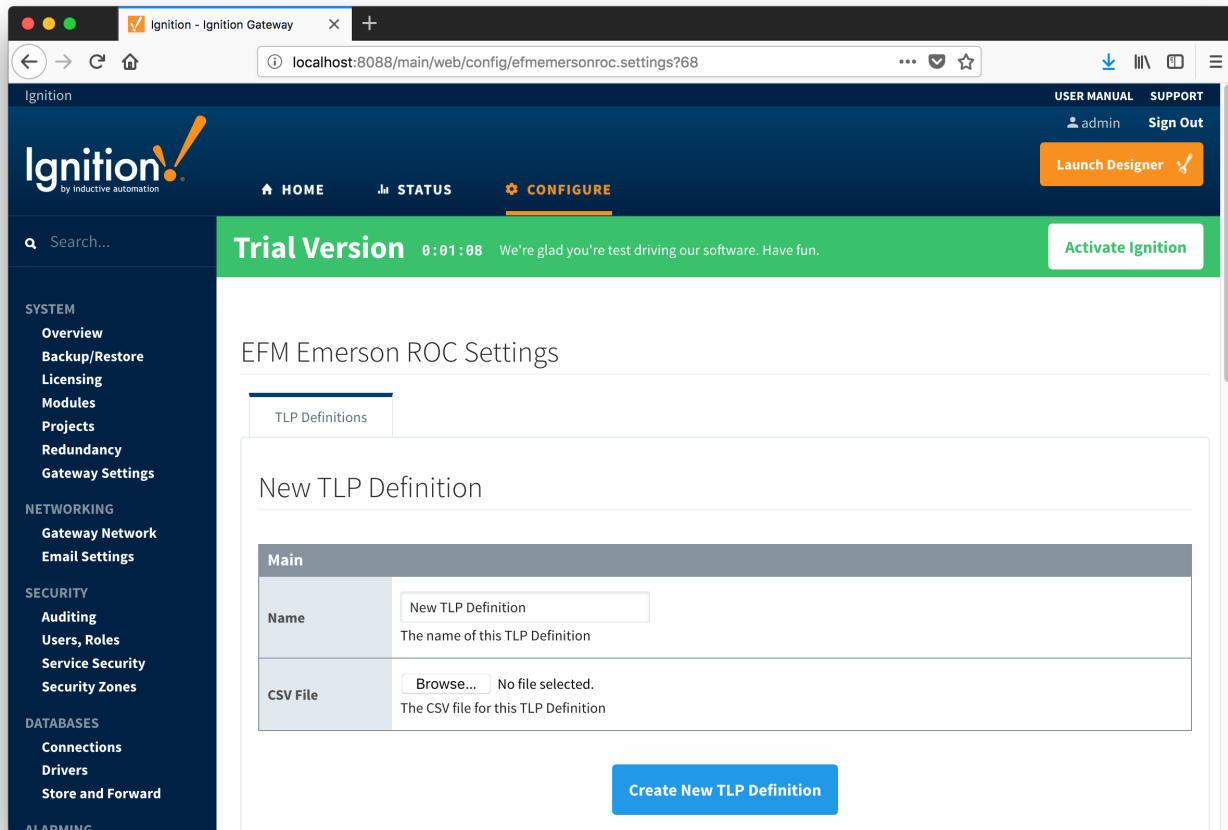 Ignition - Ignition Gateway
localhost:8088/main/web/config/efmemersonroc.settings?68
Ignition
USER MANUAL SUPPORT
admin Sign Out
Ignition!
by inductive automation
Launch Designer
HOME STATUS CONFIGURE
Search...
Trial Version 0:01:08 We're glad you're test driving our software. Have fun.
Activate Ignition
SYSTEM
Overview
Backup/Restore
Licensing
Modules
Projects
Redundancy
Gateway Settings
NETWORKING
Gateway Network
Email Settings
SECURITY
Auditing
Users, Roles
Service Security
Security Zones
DATABASES
Connections
Drivers
Store and Forward
ALARMING
EFM Emerson ROC Settings
TLP Definitions
New TLP Definition
Main
Name
New TLP Definition
The name of this TLP Definition
CSV File
Browse... No file selected.
The CSV file for this TLP Definition
Create New TLP Definition